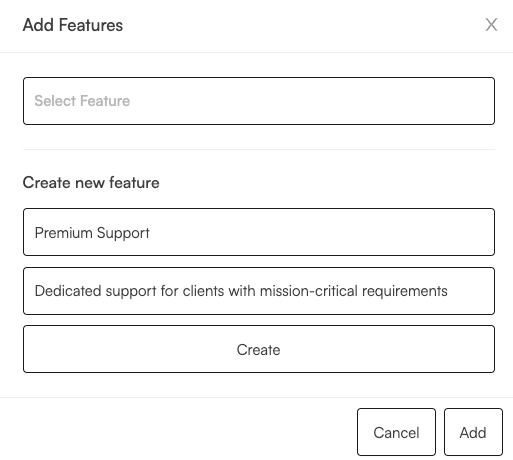 Add Features X
Select Feature
Create new feature
Premium Support
Dedicated support for clients with mission-critical requirements
Create
Cancel Add